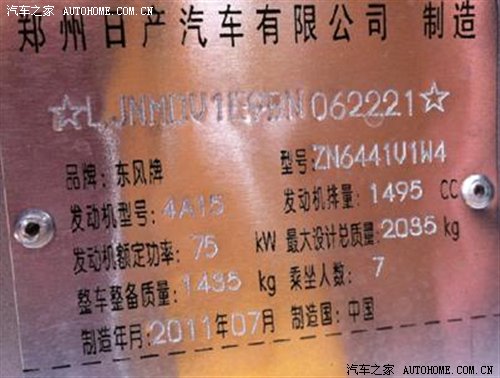 汽车之家 AUTOHOME.COM.CN
郑州日产汽车有限公司 制造
品牌:东风牌 型号:ZN6441V1W4
发动机型号:4A15 发动机排量:1495 CC
发动机额定功率:75 kW 最大设计总质量:2035 kg
整车整备质量:1435 kg 乘坐人数:7
制造年月:2011年07月 制造国:中国
汽车之家 AUTOHOME.COM.CN